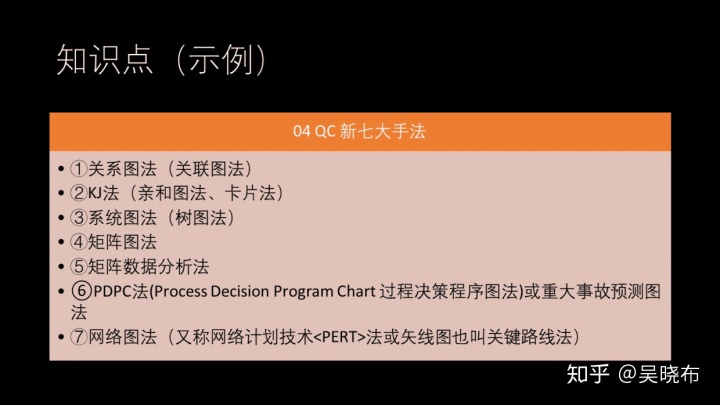 知识点（示例）
04 QC 新七大手法
• ①关系图法（关联图法）
• ②KJ法（亲和图法、卡片法）
• ③系统图法（树图法）
• ④矩阵图法
• ⑤矩阵数据分析法
• ⑥PDPC法(Process Decision Program Chart 过程决策程序图法)或重大事故预测图
法
• ⑦网络图法（又称网络计划技术<PERT>法或矢线图也叫关键路线法）
知乎 @吴晓布